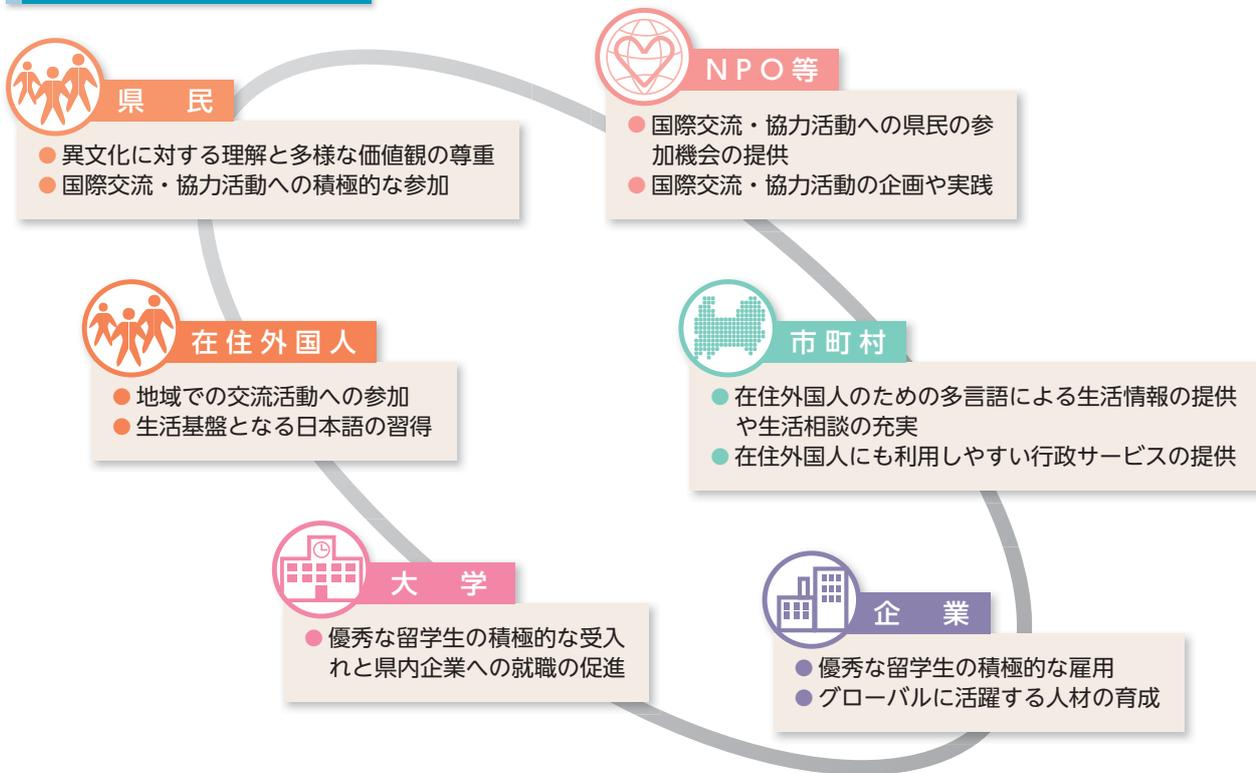 県民
● 異文化に対する理解と多様な価値観の尊重
● 国際交流・協力活動への積極的な参加
NPO等
● 国際交流・協力活動への県民の参
加機会の提供
● 国際交流・協力活動の企画や実践
在住外国人
● 地域での交流活動への参加
● 生活基盤となる日本語の習得
市町村
● 在住外国人のための多言語による生活情報の提供
や生活相談の充実
● 在住外国人にも利用しやすい行政サービスの提供
大学
● 優秀な留学生の積極的な受入
れと県内企業への就職の促進
企業
● 優秀な留学生の積極的な雇用
● グローバルに活躍する人材の育成